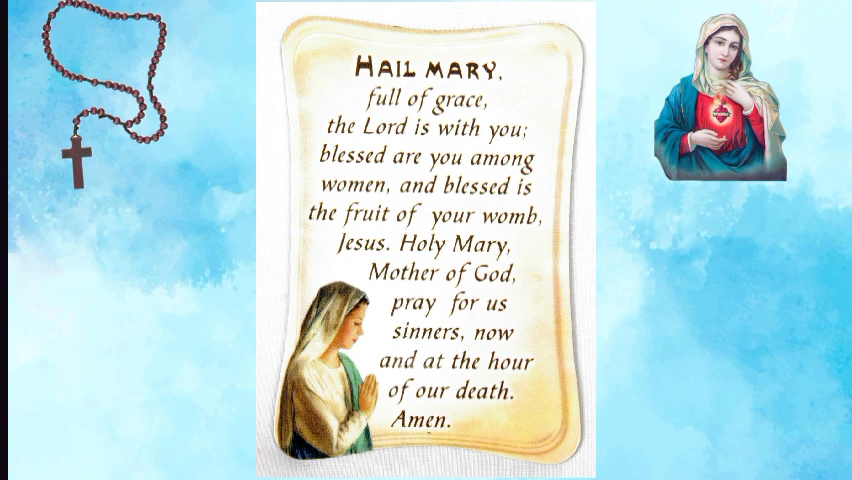 HAIL MARY,
full of grace,
the Lord is with you;
blessed are you among
women, and blessed is
the fruit of your womb,
Jesus. Holy Mary,
Mother of God,
pray for us
sinners, now
and at the hour
of our death.
Amen.